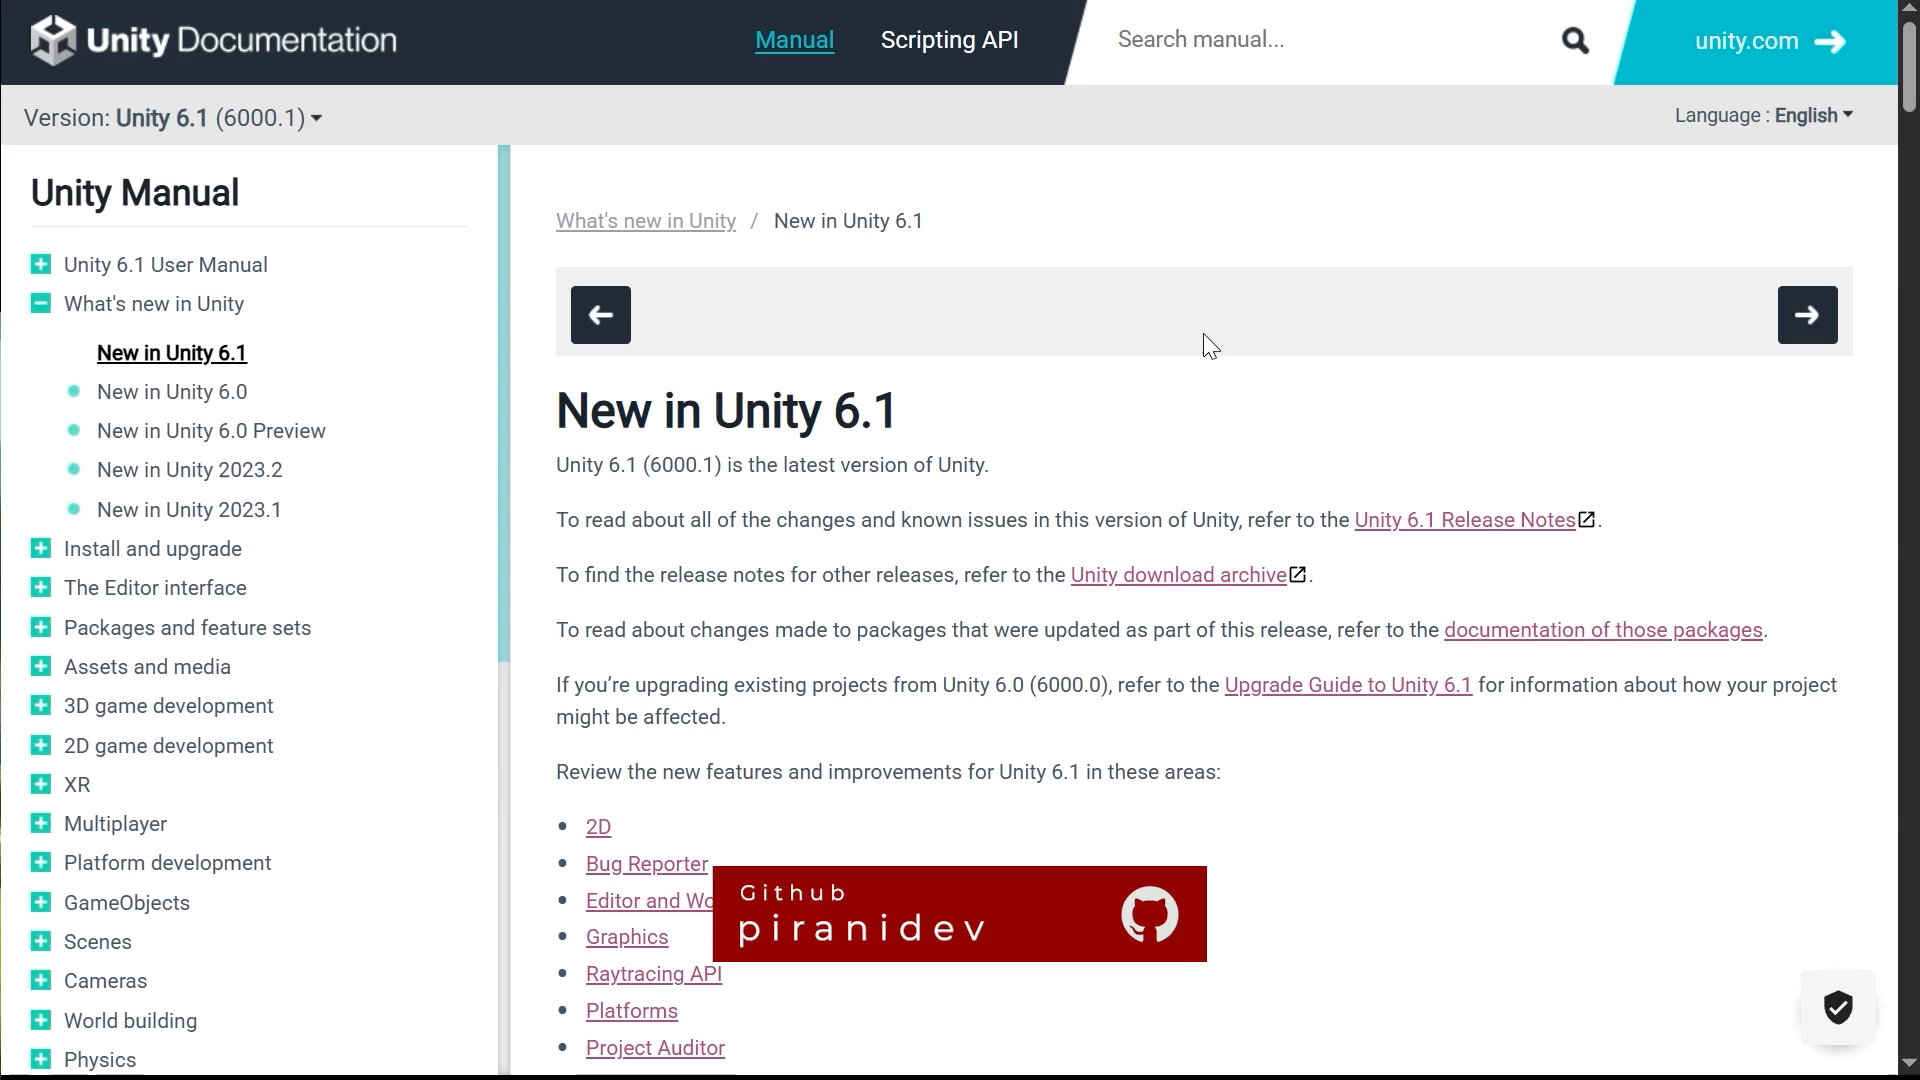 Unity Documentation
Manual
Scripting API
Search manual...
unity.com
Version: Unity 6.1 (6000.1)
Language : English
Unity Manual
Unity 6.1 User Manual
What's new in Unity
New in Unity 6.1
New in Unity 6.0
New in Unity 6.0 Preview
New in Unity 2023.2
New in Unity 2023.1
Install and upgrade
The Editor interface
Packages and feature sets
Assets and media
3D game development
2D game development
XR
Multiplayer
Platform development
GameObjects
Scenes
Cameras
World building
Physics
What's new in Unity / New in Unity 6.1
New in Unity 6.1
Unity 6.1 (6000.1) is the latest version of Unity.
To read about all of the changes and known issues in this version of Unity, refer to the Unity 6.1 Release Notes.
To find the release notes for other releases, refer to the Unity download archive.
To read about changes made to packages that were updated as part of this release, refer to the documentation of those packages.
If you’re upgrading existing projects from Unity 6.0 (6000.0), refer to the Upgrade Guide to Unity 6.1 for information about how your project
might be affected.
Review the new features and improvements for Unity 6.1 in these areas:
2D
Bug Reporter
Editor and Wo
Graphics
Raytracing API
Platforms
Project Auditor
Github
piranidev